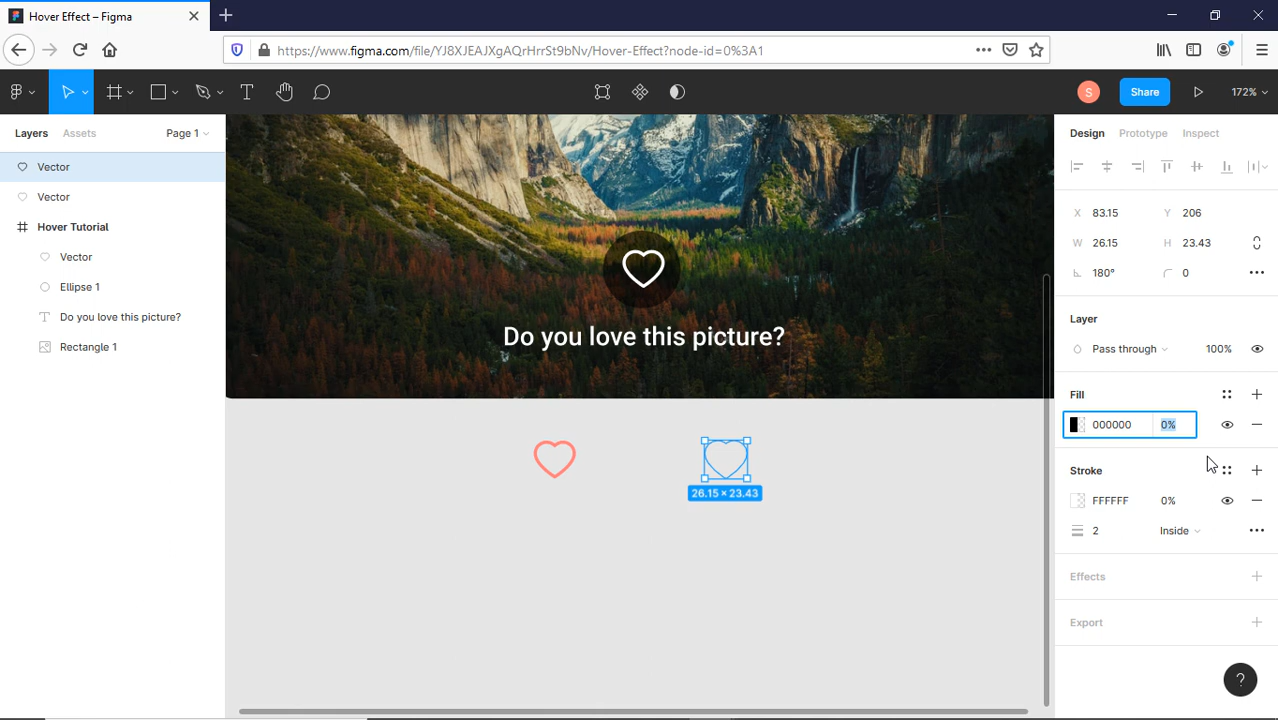 Hover Effect – Figma
https://www.figma.com/file/YJ8XJEAJXgAQrHrrSt9bNv/Hover-Effect?node-id=0%3A1
S
Share
172%
Layers
Assets
Page 1
Design
Prototype
Inspect
Vector
Vector
Hover Tutorial
Vector
Ellipse 1
Do you love this picture?
Rectangle 1
Do you love this picture?
26.15 × 23.43
X 83.15 Y 206
W 26.15 H 23.43
180° 0
Layer
Pass through 100%
Fill
000000 0%
Stroke
FFFFFF 0%
2 Inside
Effects
Export
?